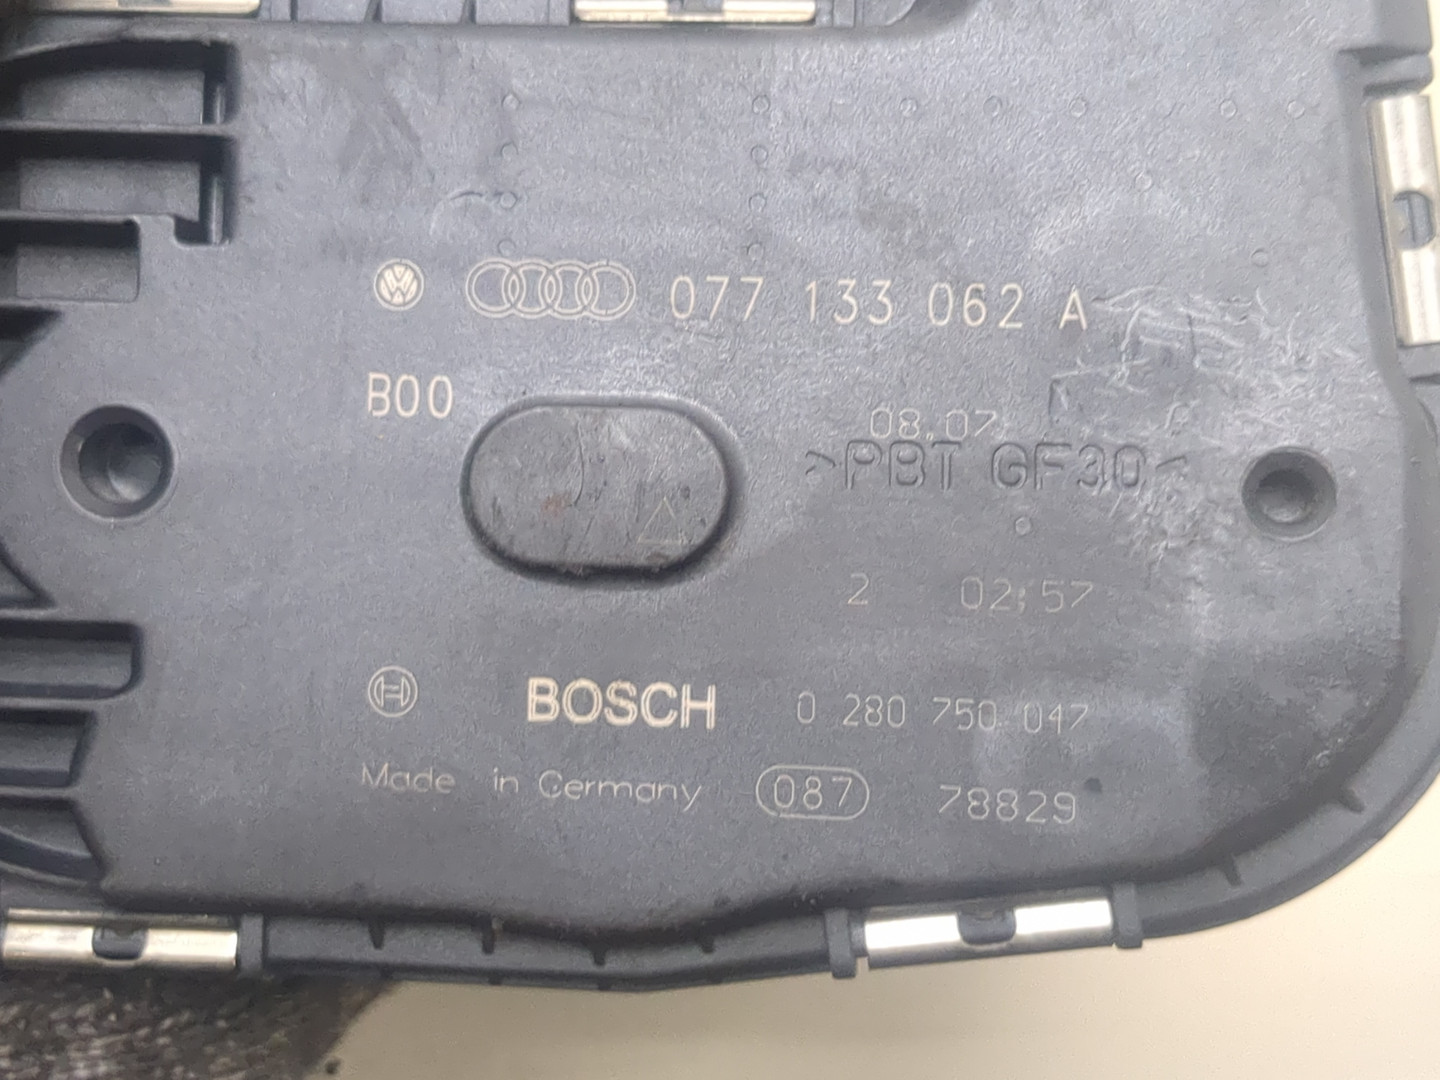 077 133 062 A
B00
08.07
>PBT GF30<
2 02:57
BOSCH 0 280 750 047
Made in Germany 087 78829